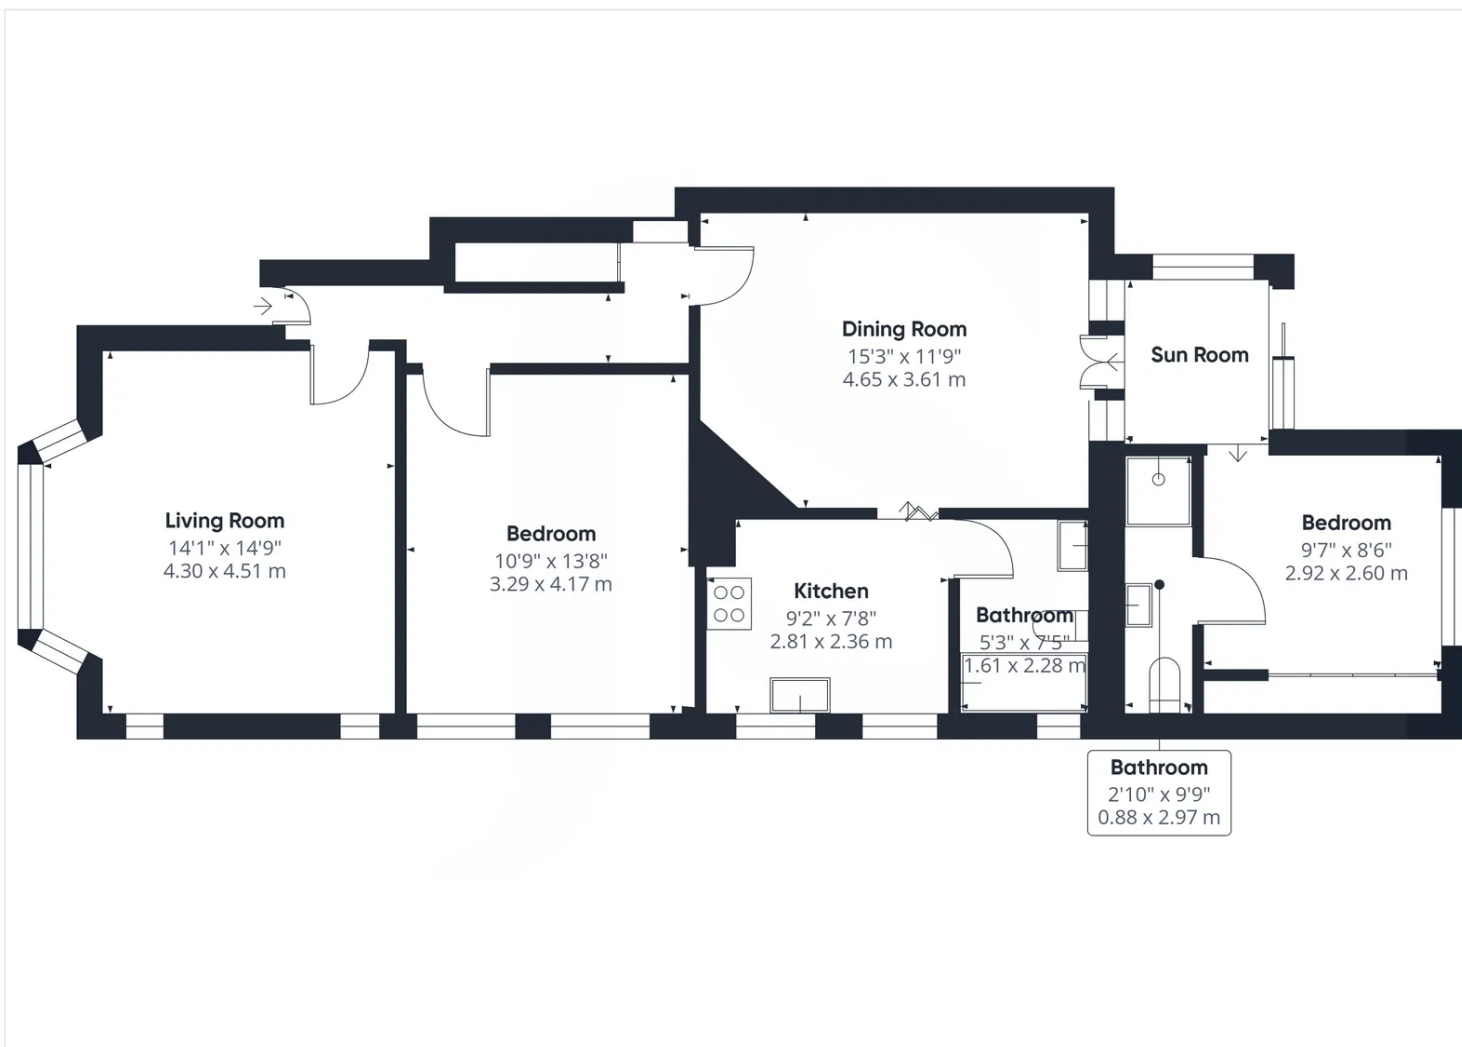 Dining Room
15'3" x 11'9"
4.65 x 3.61 m
Sun Room
Living Room
14'1" x 14'9"
4.30 x 4.51 m
Bedroom
10'9" x 13'8"
3.29 x 4.17 m
Kitchen
9'2" x 7'8"
2.81 x 2.36 m
Bathroom
5'3" x 7'5"
1.61 x 2.28 m
Bedroom
9'7" x 8'6"
2.92 x 2.60 m
Bathroom
2'10" x 9'9"
0.88 x 2.97 m